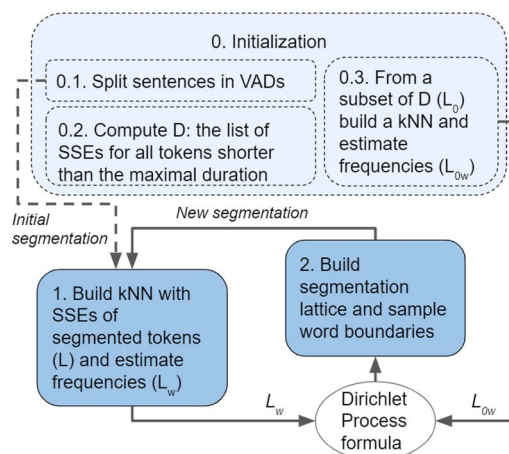 0. Initialization
0.1. Split sentences in VADs
0.2. Compute D: the list of
SSEs for all tokens shorter
than the maximal duration
0.3. From a
subset of D (L0)
build a kNN and
estimate
frequencies (L0w)
Initial
segmentation
New segmentation
1. Build kNN with
SSEs of
segmented tokens
(L) and estimate
frequencies (Lw)
2. Build
segmentation
lattice and sample
word boundaries
Lw
Dirichlet
Process
formula
L0w